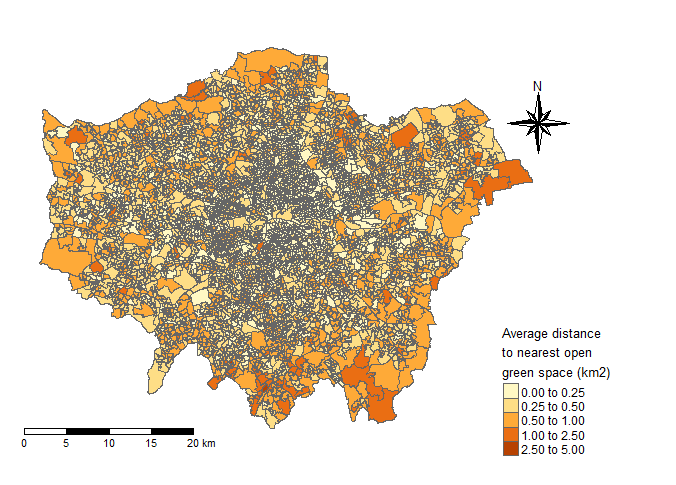 N
Average distance
to nearest open
green space (km2)
0.00 to 0.25
0.25 to 0.50
0.50 to 1.00
1.00 to 2.50
2.50 to 5.00
0 5 10 15 20 km